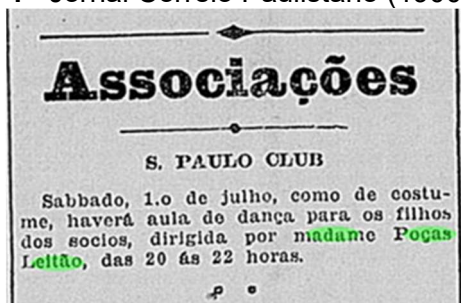 Associações
S. PAULO CLUB
Sabbado, 1.o de julho, como de costu-
me, haverá aula de dança para os filhos
dos socios, dirigida por madame Poças
Leitão, das 20 ás 22 horas.